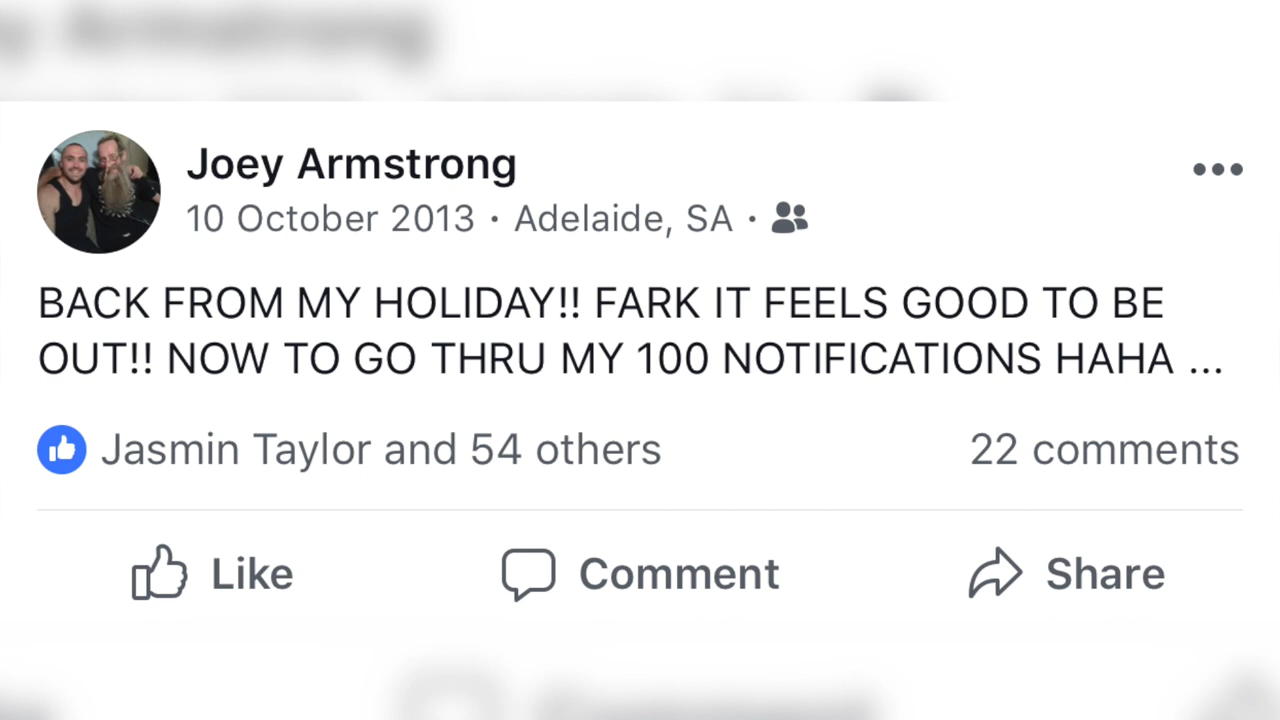 Joey Armstrong
10 October 2013 · Adelaide, SA ·
BACK FROM MY HOLIDAY!! FARK IT FEELS GOOD TO BE
OUT!! NOW TO GO THRU MY 100 NOTIFICATIONS HAHA ...
Jasmin Taylor and 54 others 22 comments
Like Comment Share